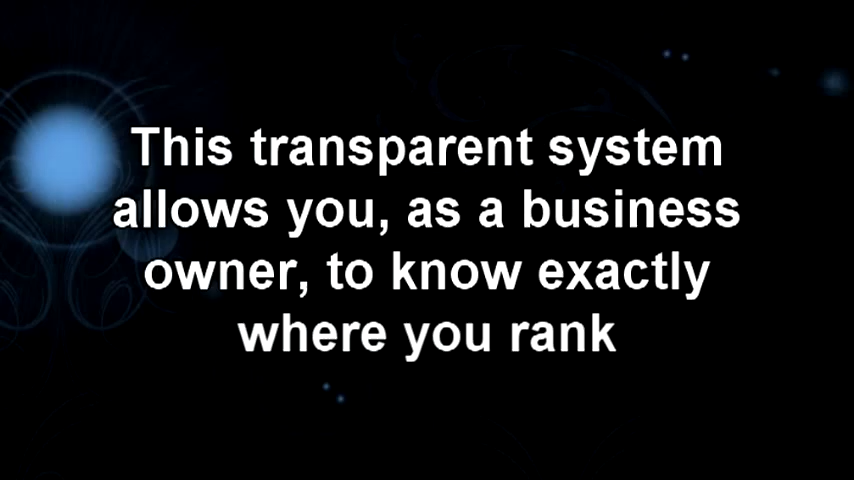 This transparent system
allows you, as a business
owner, to know exactly
where you rank